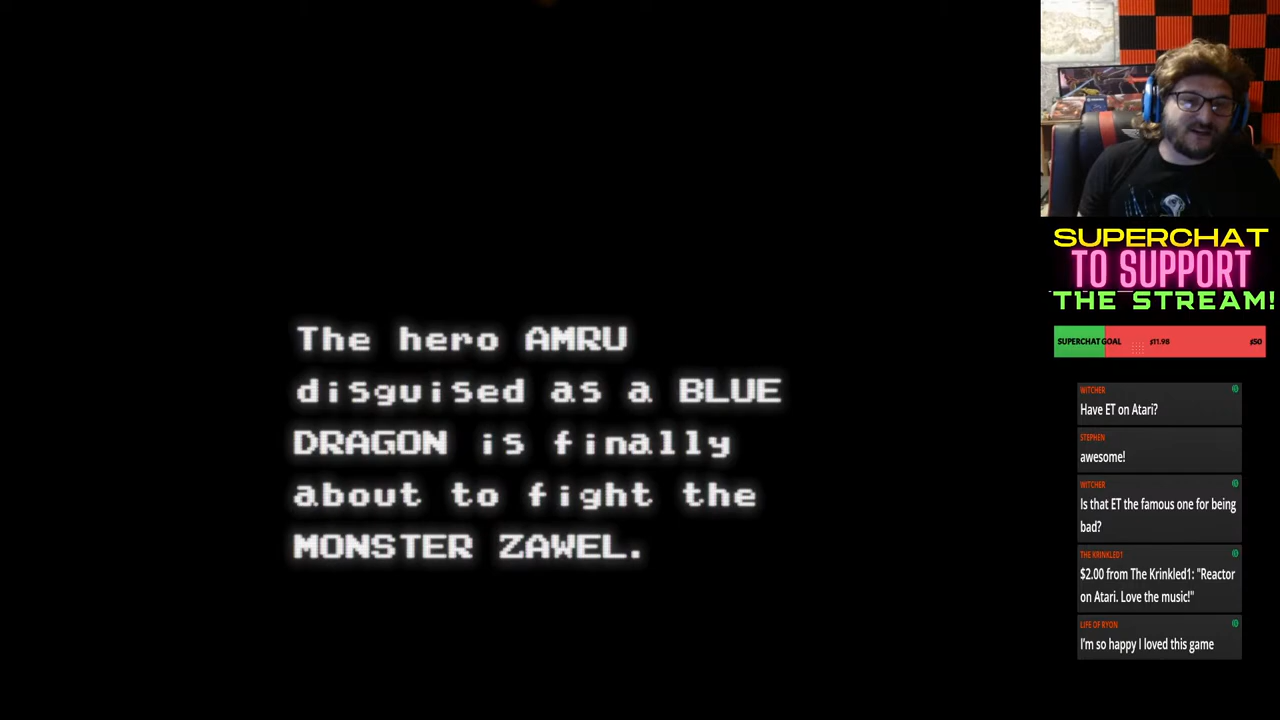 The hero AMRU
disguised as a BLUE
DRAGON is finally
about to fight the
MONSTER ZAWEL.
SUPERCHAT
TO SUPPORT
THE STREAM!
SUPERCHAT GOAL $11.98 $50
WITCHER
Have ET on Atari?
STEPHEN
awesome!
WITCHER
Is that ET the famous one for being
bad?
THE KRINKLED1
$2.00 from The Krinkled1: "Reactor
on Atari. Love the music!"
LIFE OF RYON
I'm so happy I loved this game